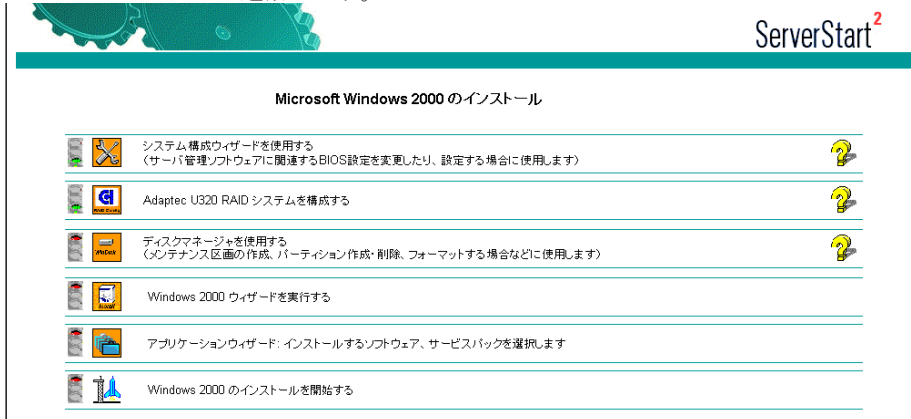 ServerStart2
Microsoft Windows 2000 のインストール
システム構成ウィザードを使用する
（サーバ管理ソフトウェアに関連するBIOS設定を変更したり、設定する場合に使用します）
Adaptec U320 RAID システムを構成する
ディスクマネージャを使用する
（メンテナンス区画の作成、パーティション作成・削除、フォーマットする場合などに使用します）
Windows 2000 ウィザードを実行する
アプリケーションウィザード: インストールするソフトウェア、サービスパックを選択します
Windows 2000 のインストールを開始する